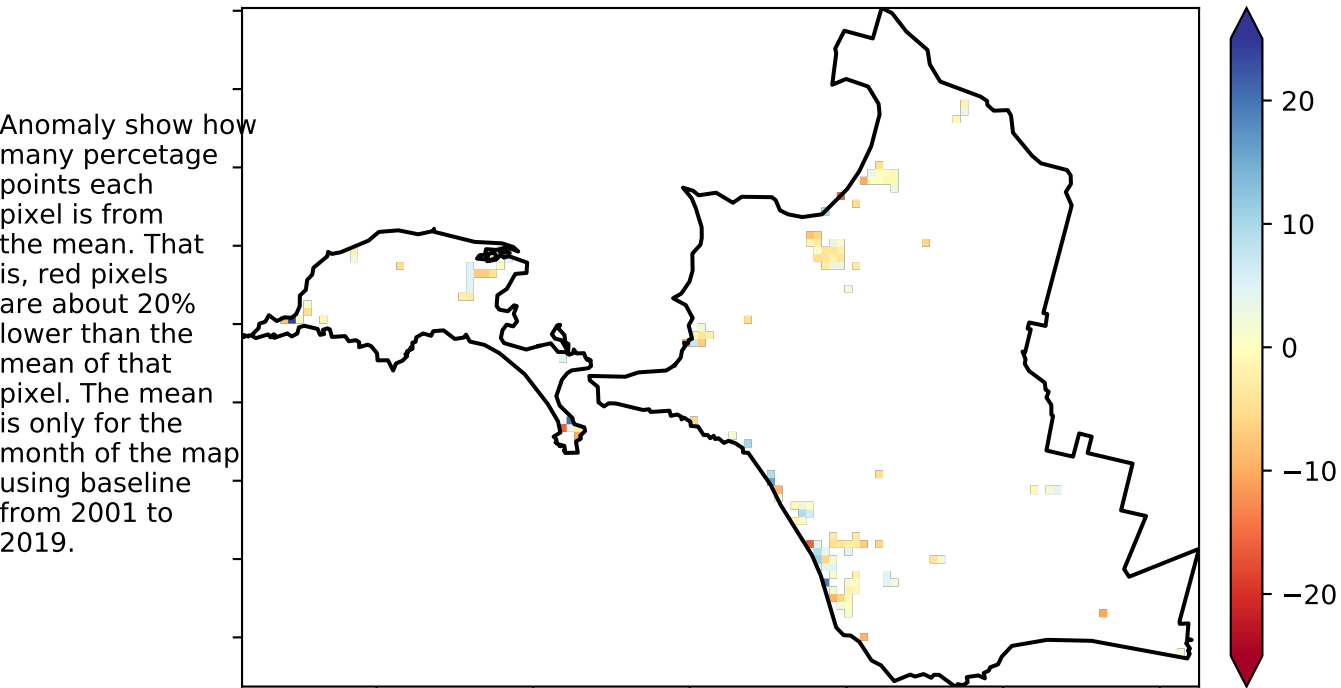 Anomaly show how
many percetage
points each
pixel is from
the mean. That
is, red pixels
are about 20%
lower than the
mean of that
pixel. The mean
is only for the
month of the map
using baseline
from 2001 to
2019.
20
10
0
−10
−20